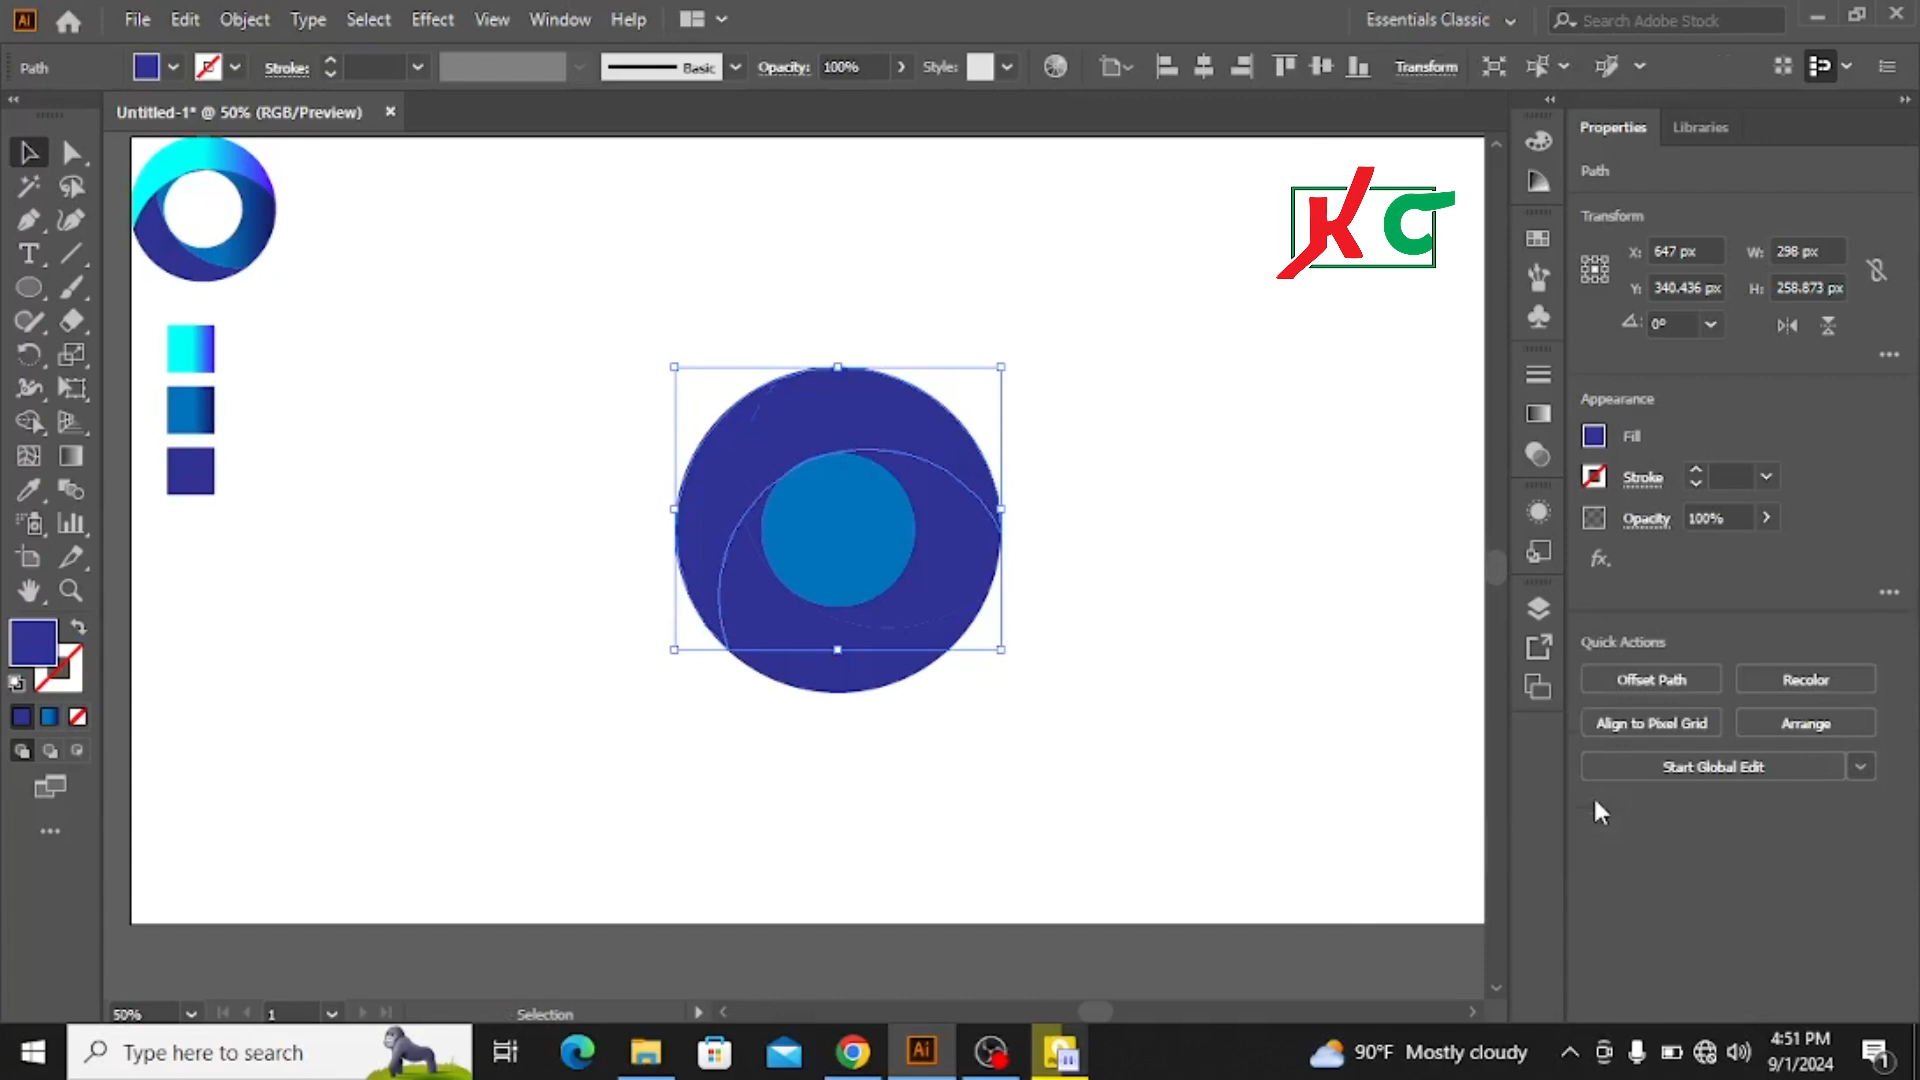 Ai File Edit Object Type Select Effect View Window Help Essentials Classic Search Adobe Stock
Path Stroke: Basic Opacity: 100% Style: Transform
Untitled-1* @ 50% (RGB/Preview)
KC
Properties Libraries
Path
Transform
X: 647 px W: 298 px
Y: 340.436 px H: 258.873 px
0°
Appearance
Fill
Stroke
Opacity 100%
fx.
Quick Actions
Offset Path Recolor
Align to Pixel Grid Arrange
Start Global Edit
50% 1 Selection
Type here to search Ai 90°F Mostly cloudy 4:51 PM
9/1/2024 1